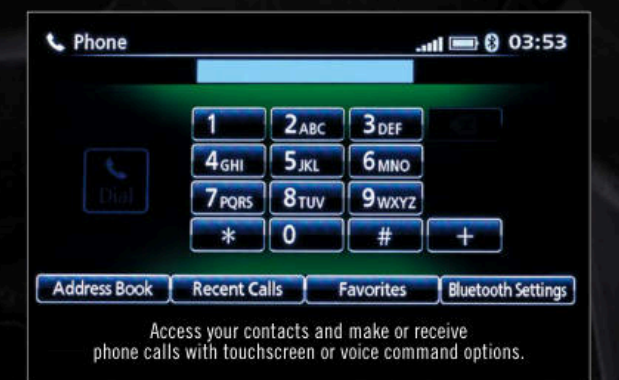 Phone 03:53
1 2ABC 3DEF
4GHI 5JKL 6MNO
Dial
7PQRS 8TUV 9WXYZ
* 0 # +
Address Book Recent Calls Favorites Bluetooth Settings
Access your contacts and make or receive
phone calls with touchscreen or voice command options.